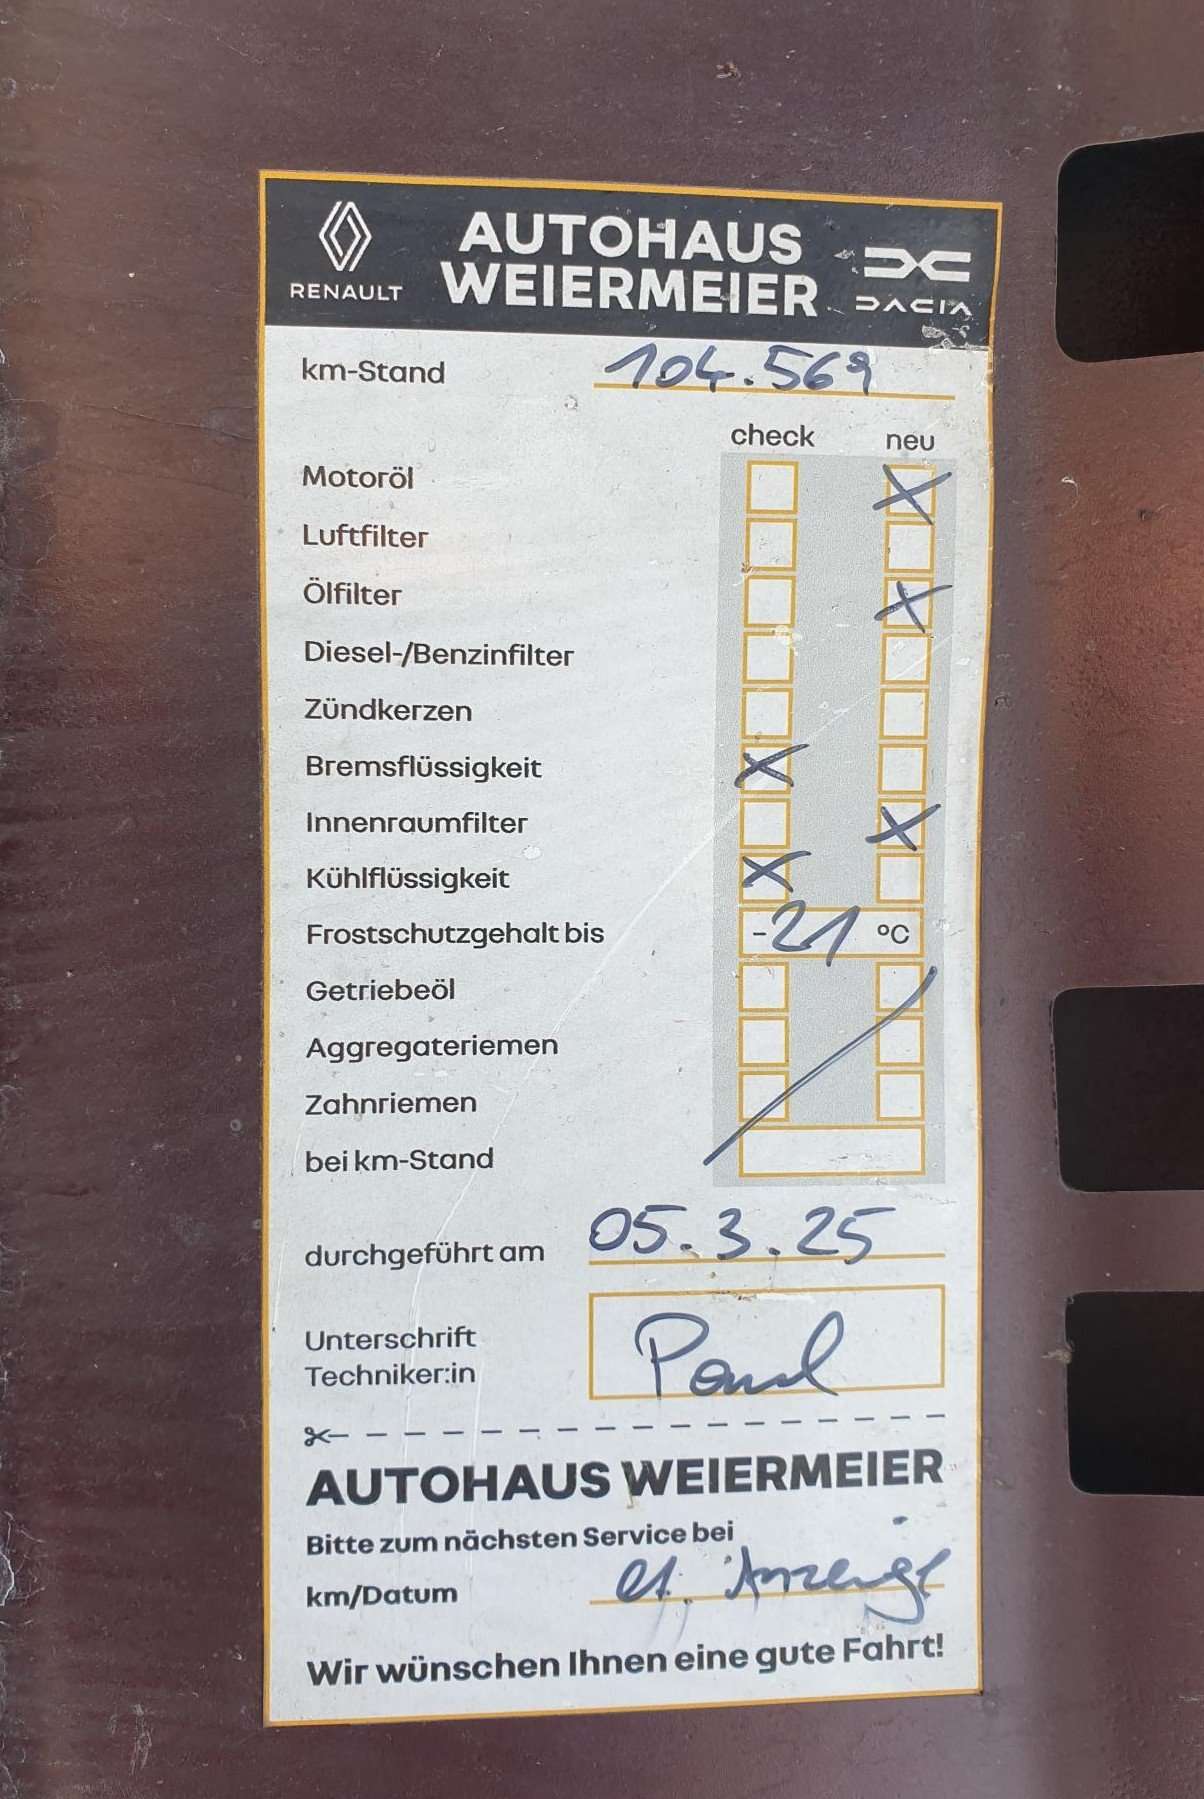 RENAULT
AUTOHAUS
WEIERMEIER
DACIA
km-Stand 104.569
check neu
Motoröl X
Luftfilter
Ölfilter X
Diesel-/Benzinfilter
Zündkerzen
Bremsflüssigkeit X
Innenraumfilter X
Kühlflüssigkeit X
Frostschutzgehalt bis -21 °C
Getriebeöl
Aggregateriemen
Zahnriemen
bei km-Stand
durchgeführt am 05.3.25
Unterschrift
Techniker:in
AUTOHAUS WEIERMEIER
Bitte zum nächsten Service bei
km/Datum Anzeige
Wir wünschen Ihnen eine gute Fahrt!